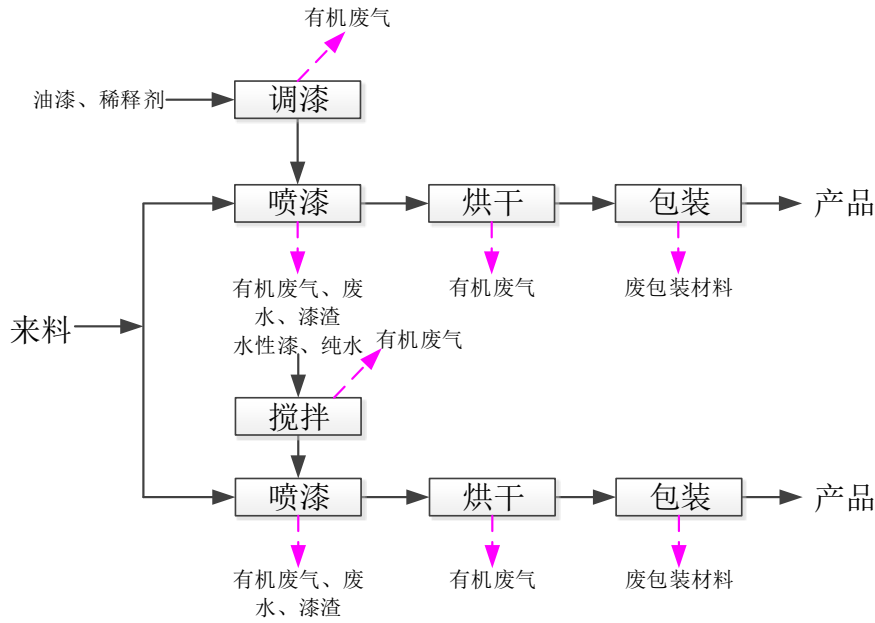 有机废气
油漆、稀释剂
调漆
喷漆
烘干
包装
产品
有机废气、废
水、漆渣
有机废气
废包装材料
来料
水性漆、纯水
有机废气
搅拌
喷漆
烘干
包装
产品
有机废气、废
水、漆渣
有机废气
废包装材料